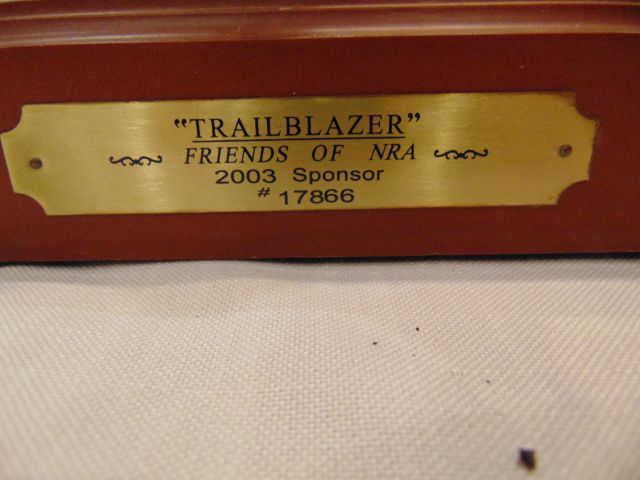 "TRAILBLAZER"
FRIENDS OF NRA
2003 Sponsor
# 17866